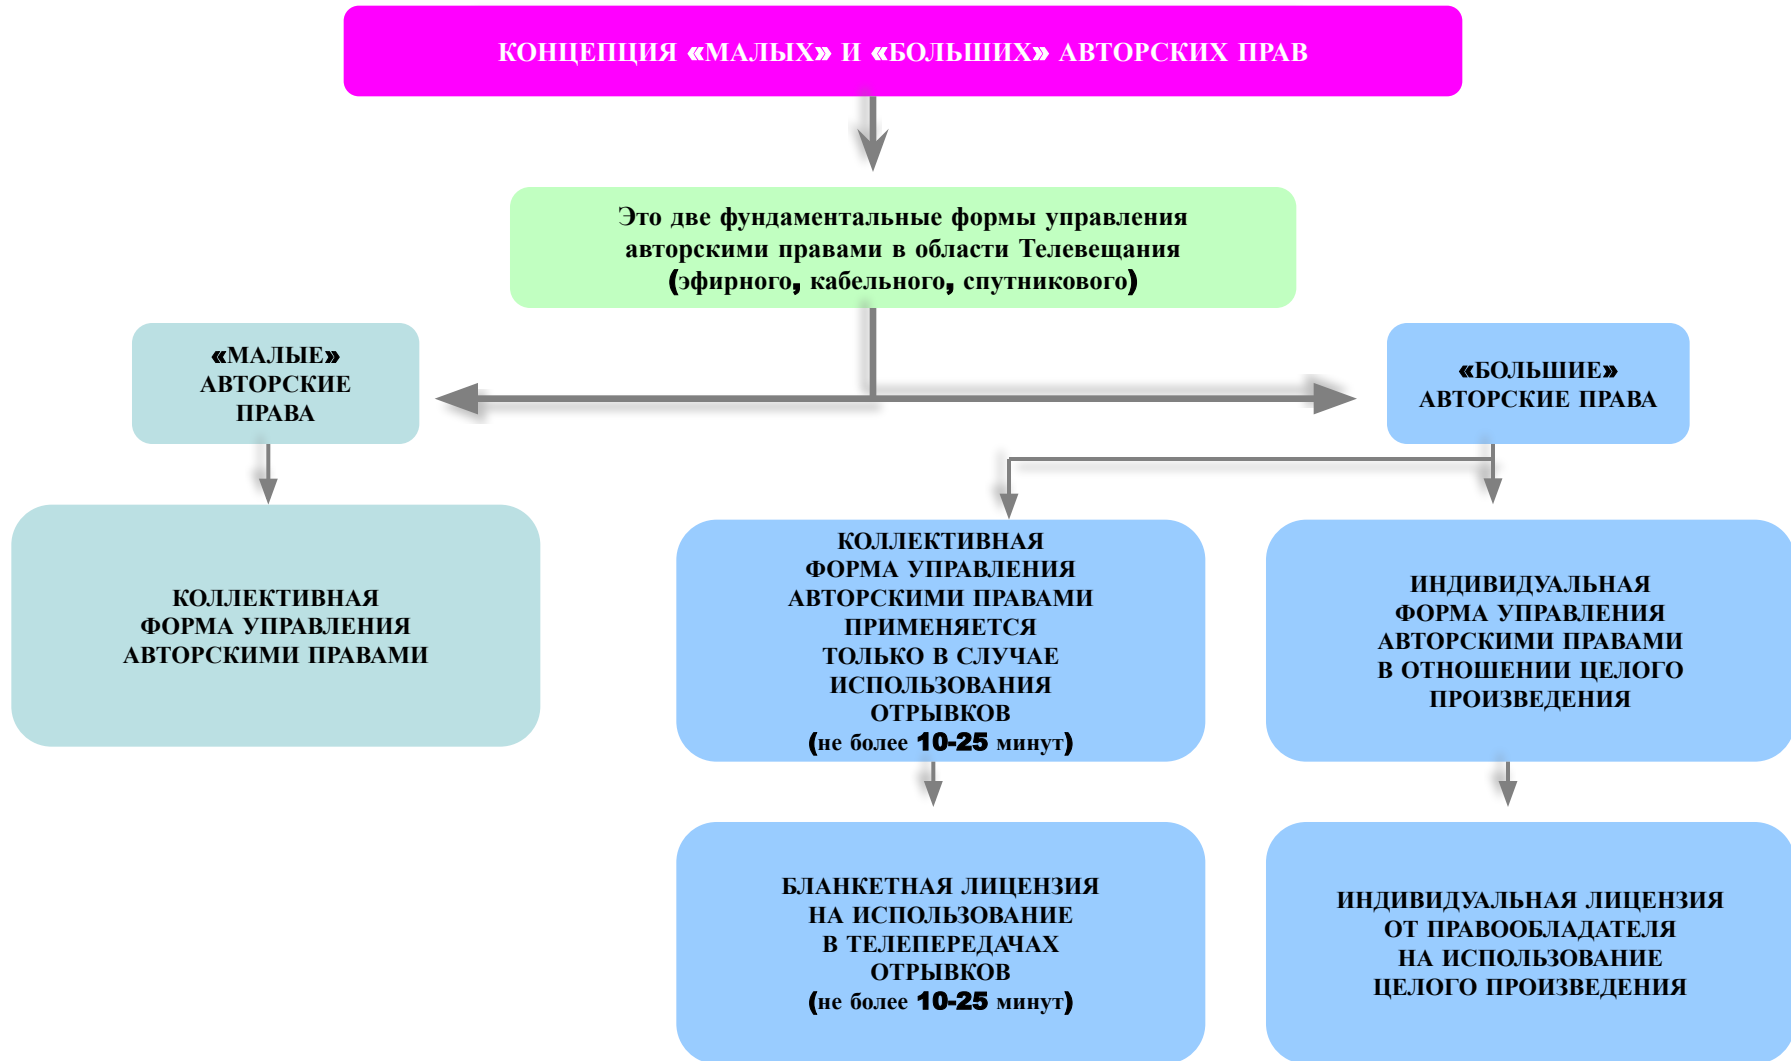 КОНЦЕПЦИЯ «МАЛЫХ» И «БОЛЬШИХ» АВТОРСКИХ ПРАВ
Это две фундаментальные формы управления
авторскими правами в области Телевещания
(эфирного, кабельного, спутникового)
«МАЛЫЕ»
АВТОРСКИЕ
ПРАВА
«БОЛЬШИЕ»
АВТОРСКИЕ ПРАВА
КОЛЛЕКТИВНАЯ
ФОРМА УПРАВЛЕНИЯ
АВТОРСКИМИ ПРАВАМИ
КОЛЛЕКТИВНАЯ
ФОРМА УПРАВЛЕНИЯ
АВТОРСКИМИ ПРАВАМИ
ПРИМЕНЯЕТСЯ
ТОЛЬКО В СЛУЧАЕ
ИСПОЛЬЗОВАНИЯ
ОТРЫВКОВ
(не более 10-25 минут)
ИНДИВИДУАЛЬНАЯ
ФОРМА УПРАВЛЕНИЯ
АВТОРСКИМИ ПРАВАМИ
В ОТНОШЕНИИ ЦЕЛОГО
ПРОИЗВЕДЕНИЯ
БЛАНКЕТНАЯ ЛИЦЕНЗИЯ
НА ИСПОЛЬЗОВАНИЕ
В ТЕЛЕПЕРЕДАЧАХ
ОТРЫВКОВ
(не более 10-25 минут)
ИНДИВИДУАЛЬНАЯ ЛИЦЕНЗИЯ
ОТ ПРАВООБЛАДАТЕЛЯ
НА ИСПОЛЬЗОВАНИЕ
ЦЕЛОГО ПРОИЗВЕДЕНИЯ